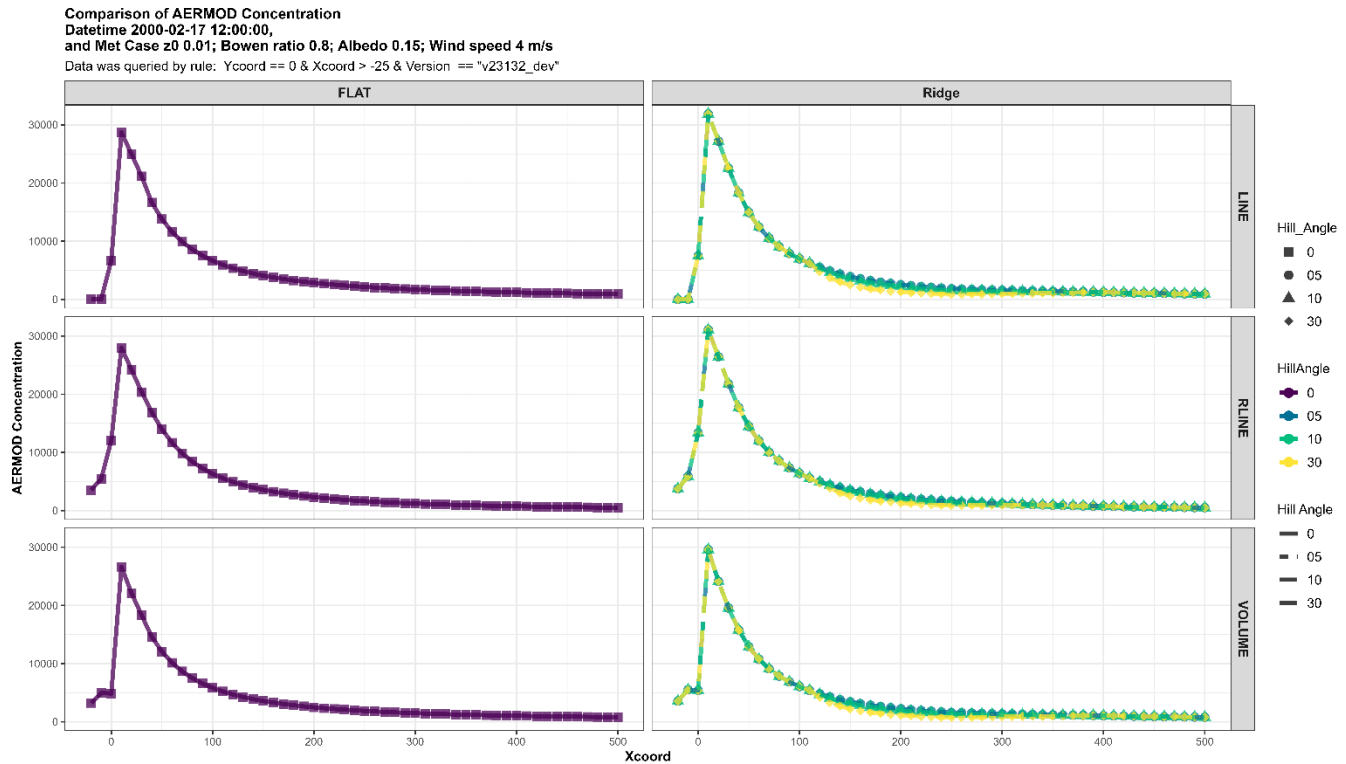 Comparison of AERMOD Concentration
Datetime 2000-02-17 12:00:00,
and Met Case z0 0.01; Bowen ratio 0.8; Albedo 0.15; Wind speed 4 m/s
Data was queried by rule:  Ycoord == 0 & Xcoord > -25 & Version  == "v23132_dev"
FLAT
Ridge
30000
20000
10000
0
LINE
30000
20000
10000
0
RLINE
30000
20000
10000
0
VOLUME
AERMOD Concentration
0 100 200 300 400 500
0 100 200 300 400 500
Xcoord
Hill_Angle
0
05
10
30
HillAngle
0
05
10
30
Hill Angle
0
05
10
30